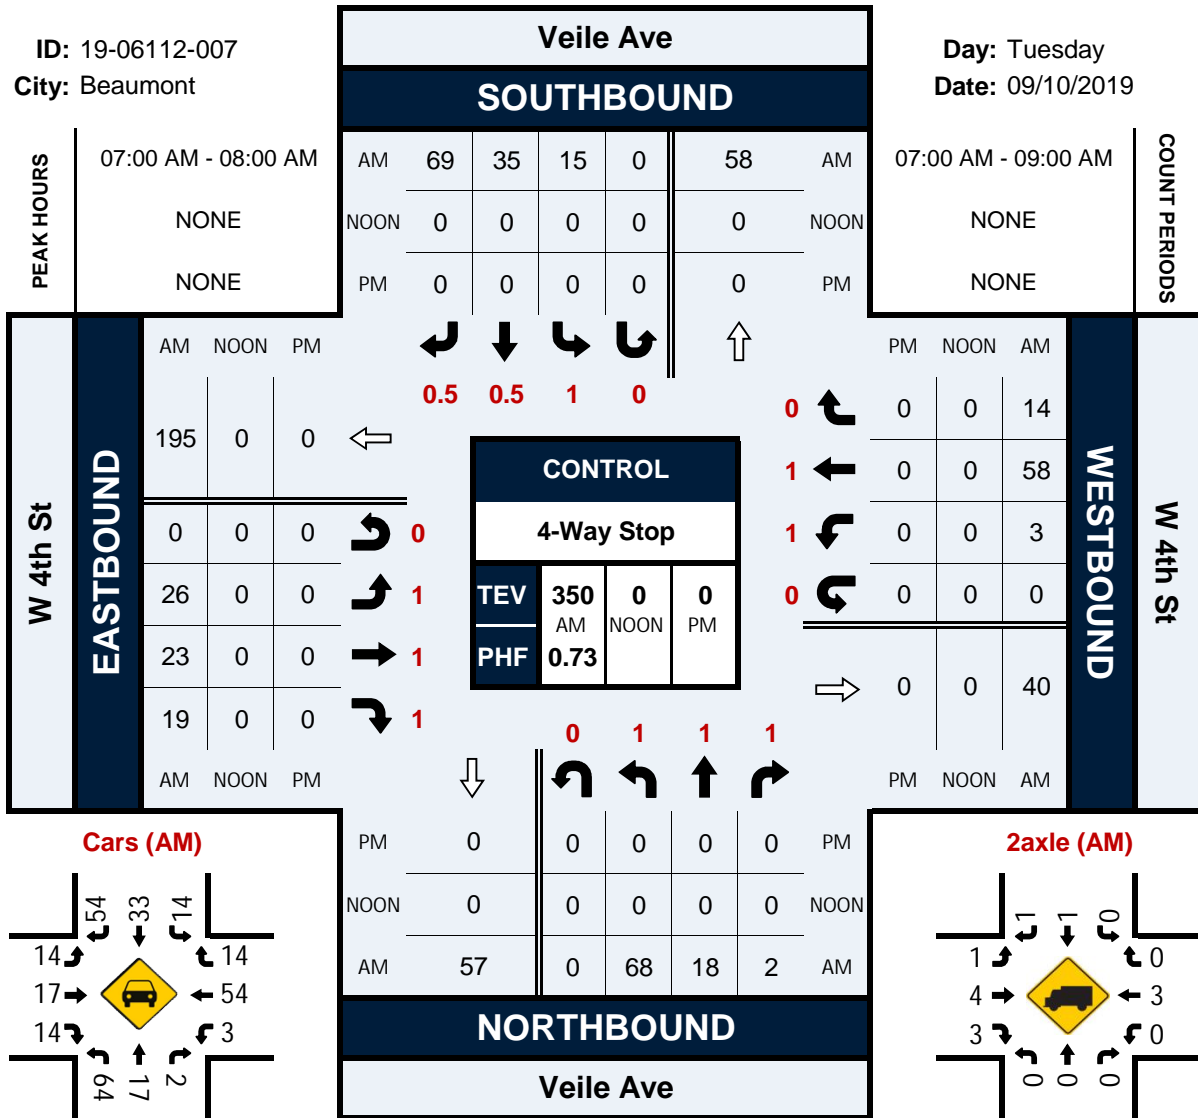 Veile Ave
ID: 19-06112-007
Day: Tuesday
City: Beaumont
SOUTHBOUND
Date: 09/10/2019
PEAK HOURS
07:00 AM - 08:00 AM
NONE
NONE
AM 69 35 15 0 58 AM
NOON 0 0 0 0 0 NOON
PM 0 0 0 0 0 PM
07:00 AM - 09:00 AM
NONE
NONE
COUNT PERIODS
0.5 0.5 1 0
W 4th St
EASTBOUND
AM NOON PM
195 0 0
0 0 0 0
26 0 0 1
23 0 0 1
19 0 0 1
AM NOON PM
CONTROL
4-Way Stop
TEV 350 0 0
AM NOON PM
PHF 0.73
PM NOON AM
0 0 0 14
1 0 0 58
1 0 0 3
0 0 0 0
0 0 40
PM NOON AM
WESTBOUND
W 4th St
0 1 1 1
PM 0 0 0 0 0 PM
NOON 0 0 0 0 0 NOON
AM 57 0 68 18 2 AM
NORTHBOUND
Veile Ave
Cars (AM)
54 33 14
14 14
17 54
14 3
64 17 2
2axle (AM)
1 1 0
1 0
4 3
3 0
0 0 0